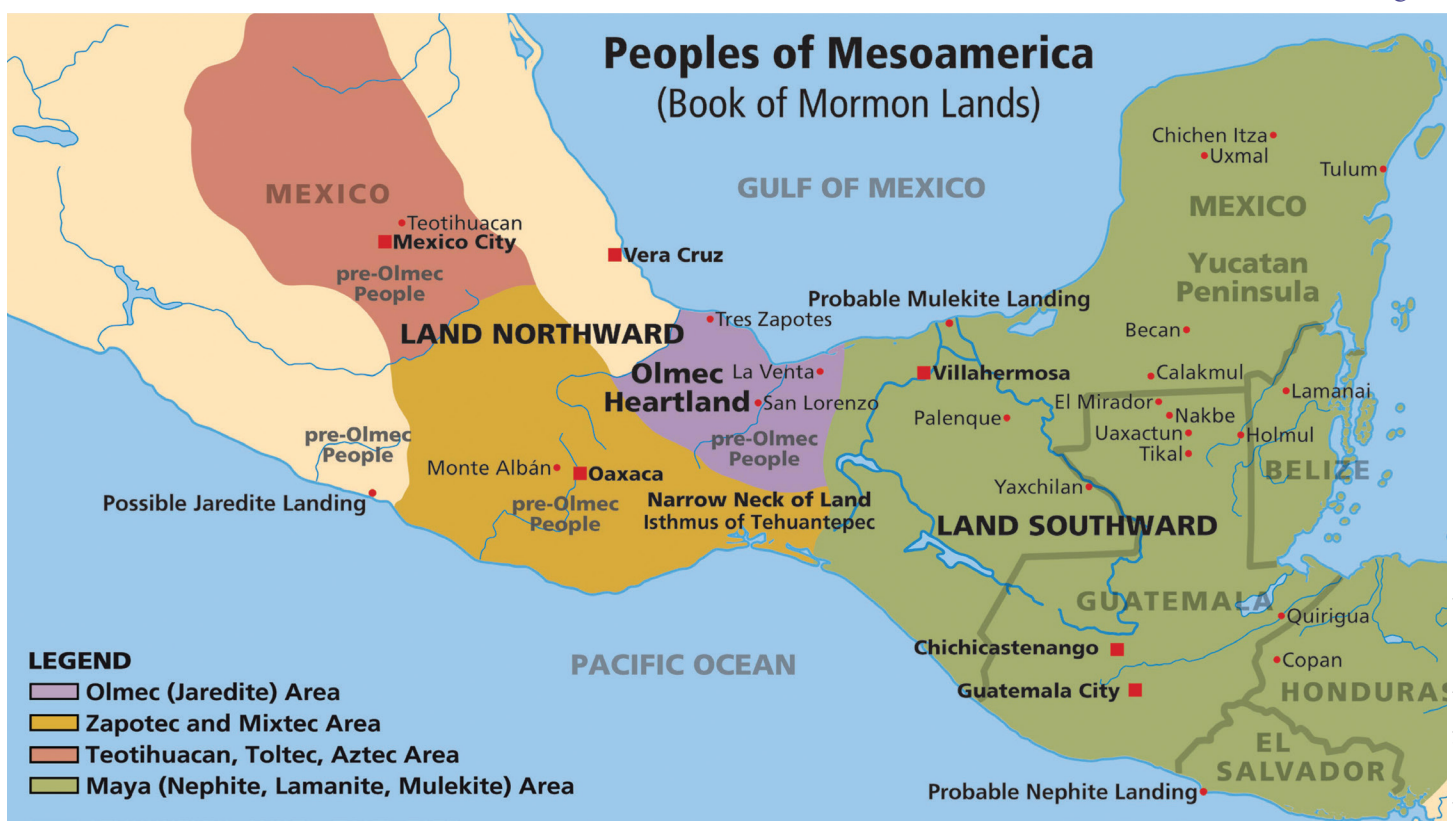 Peoples of Mesoamerica
(Book of Mormon Lands)
Chichen Itza
Uxmal
Tulum
GULF OF MEXICO
MEXICO
MEXICO
Teotihuacan
Mexico City
Vera Cruz
Yucatan
Peninsula
pre-Olmec
People
Probable Mulekite Landing
Tres Zapotes
LAND NORTHWARD
Becan
Olmec
Heartland
La Venta
San Lorenzo
Villahermosa
Calakmul
Lamanai
El Mirador
Nakbe
Palenque
Uaxactun
Holmul
Tikal
pre-Olmec
People
pre-Olmec
People
BELIZE
Monte Albán
Oaxaca
Possible Jaredite Landing
pre-Olmec
People
Narrow Neck of Land
Isthmus of Tehuantepec
Yaxchilan
LAND SOUTHWARD
GUATEMALA
Quirigua
Chichicastenango
Copan
PACIFIC OCEAN
Guatemala City
HONDURAS
EL
SALVADOR
Probable Nephite Landing
LEGEND
Olmec (Jaredite) Area
Zapotec and Mixtec Area
Teotihuacan, Toltec, Aztec Area
Maya (Nephite, Lamanite, Mulekite) Area